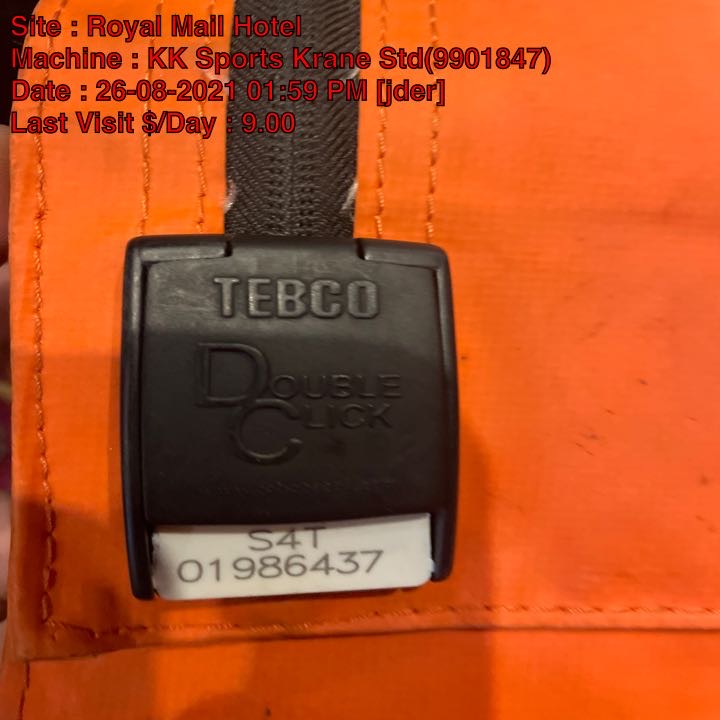 Site : Royal Mail Hotel
Machine : KK Sports Krane Std(9901847)
Date : 26-08-2021 01:59 PM [jder]
Last Visit $/Day : 9.00
TEBCO
DOUBLE
CLICK
S4T
01986437